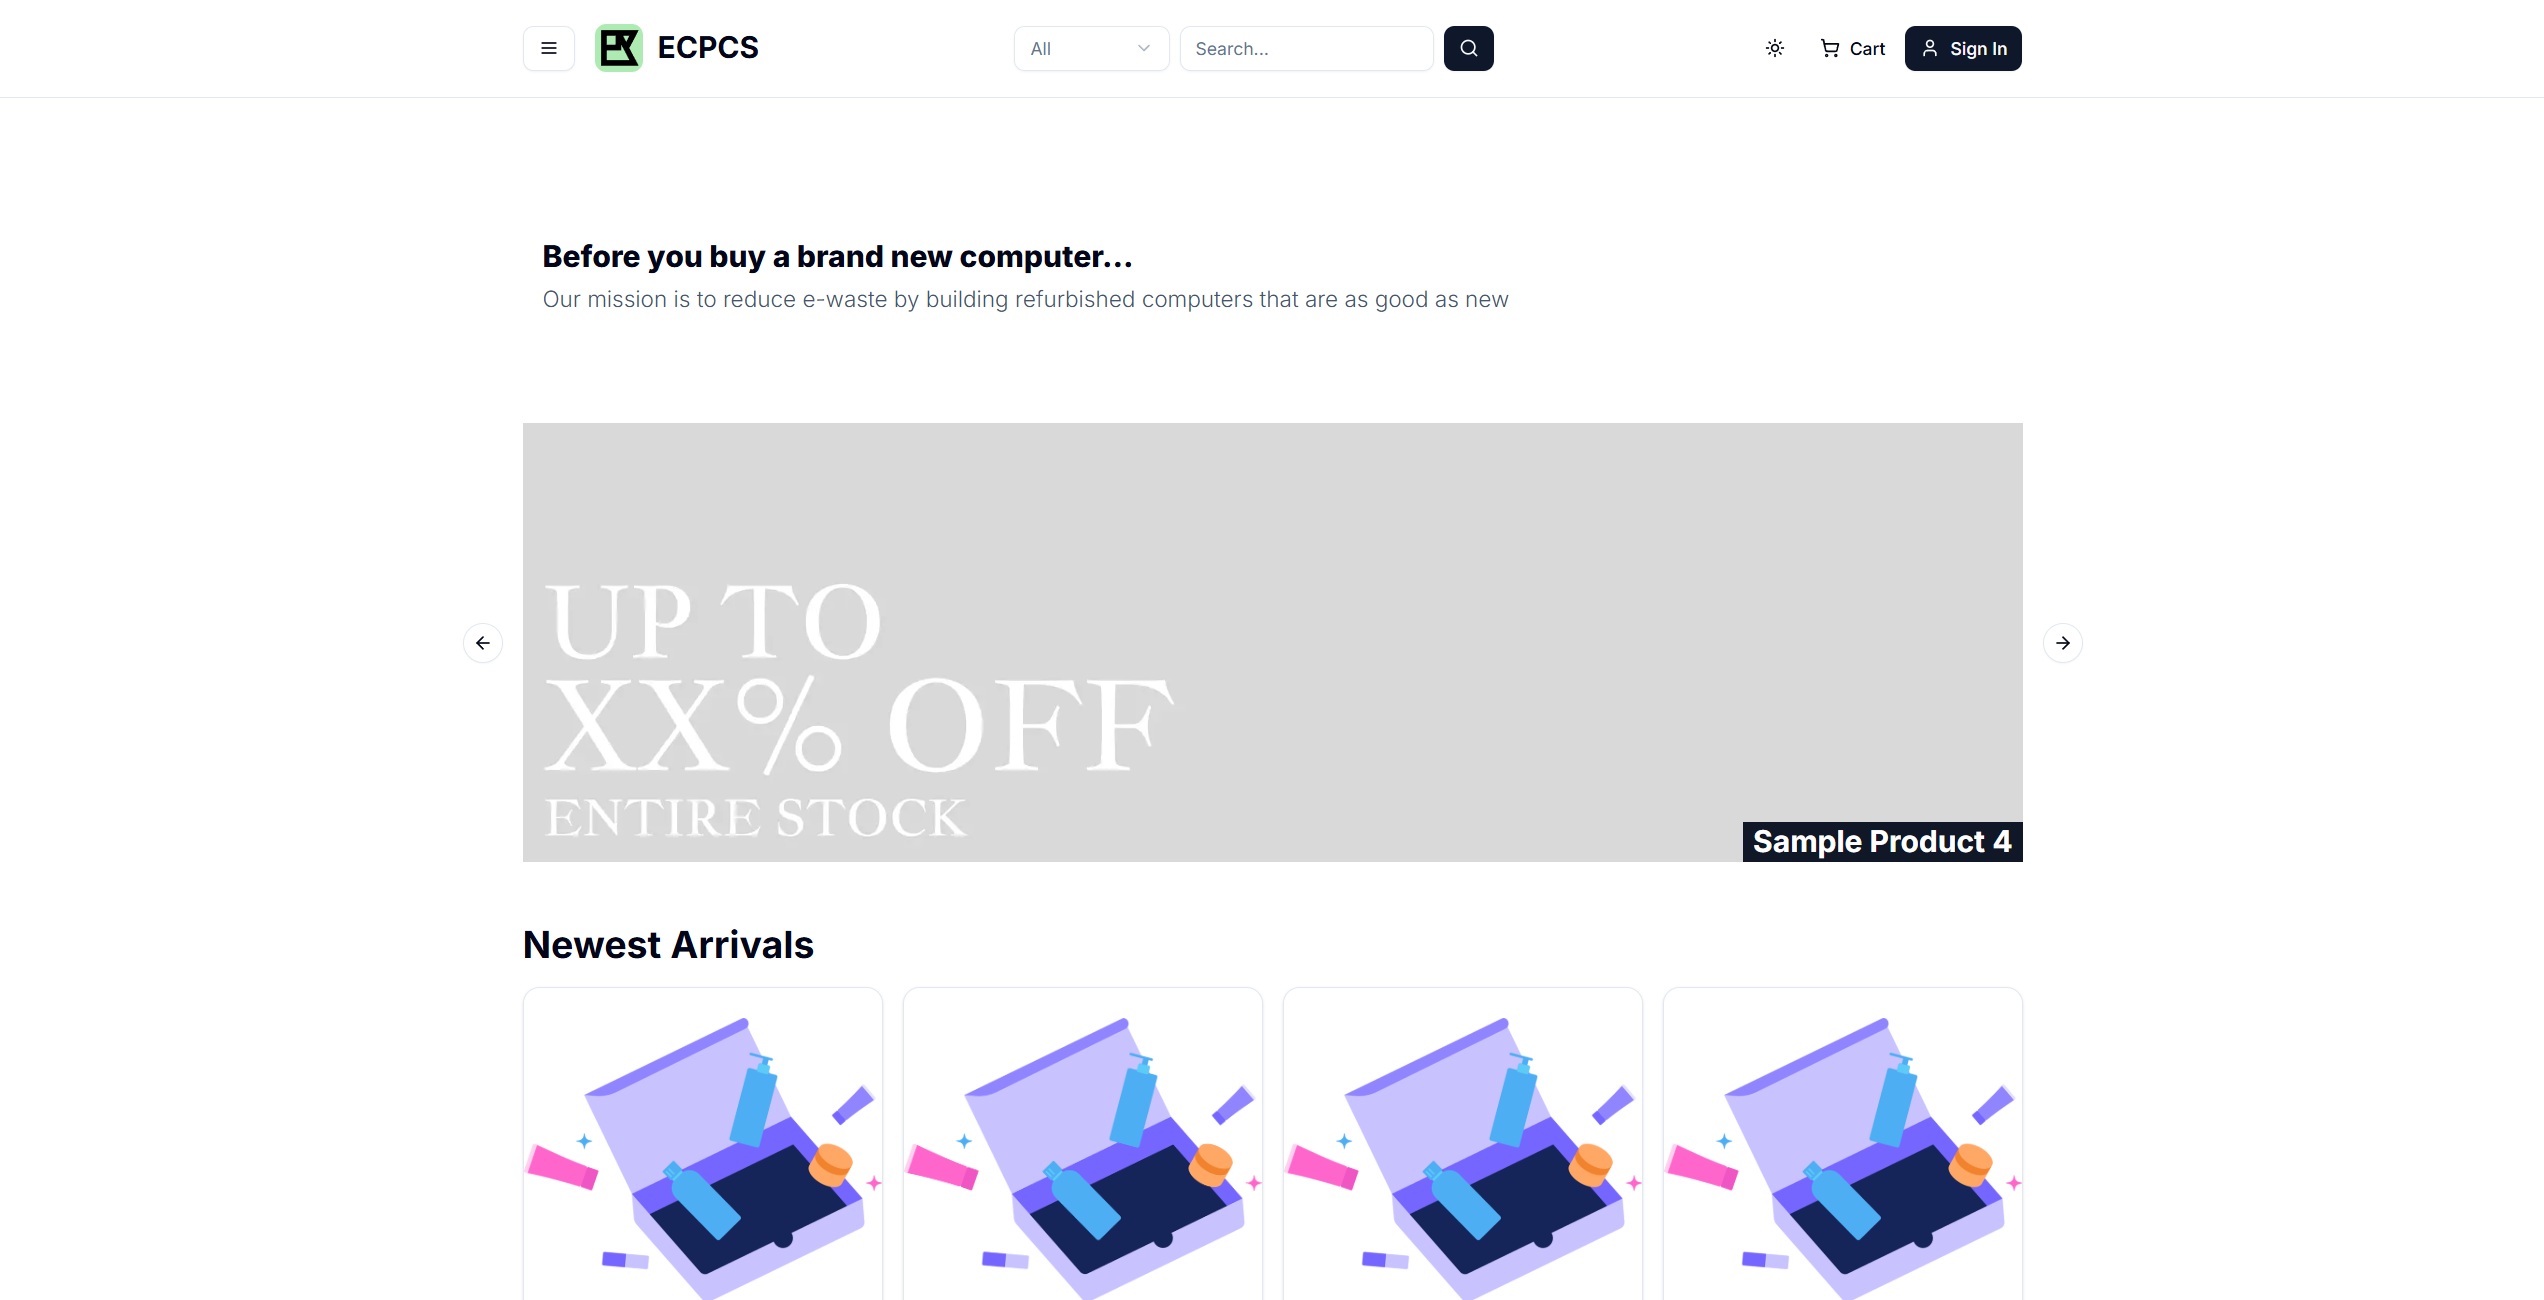 ECPCS
All
Search...
Cart
Sign In
Before you buy a brand new computer...
Our mission is to reduce e-waste by building refurbished computers that are as good as new
UP TO
XX% OFF
ENTIRE STOCK
Sample Product 4
Newest Arrivals